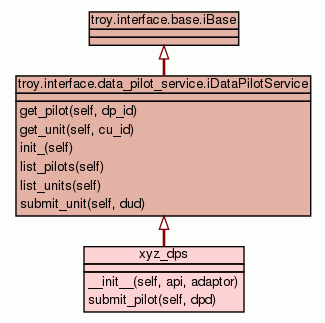 troy.interface.base.iBase
troy.interface.data_pilot_service.iDataPilotService
get_pilot(self, dp_id)
get_unit(self, cu_id)
init_(self)
list_pilots(self)
list_units(self)
submit_unit(self, dud)
xyz_dps
__init__(self, api, adaptor)
submit_pilot(self, dpd)